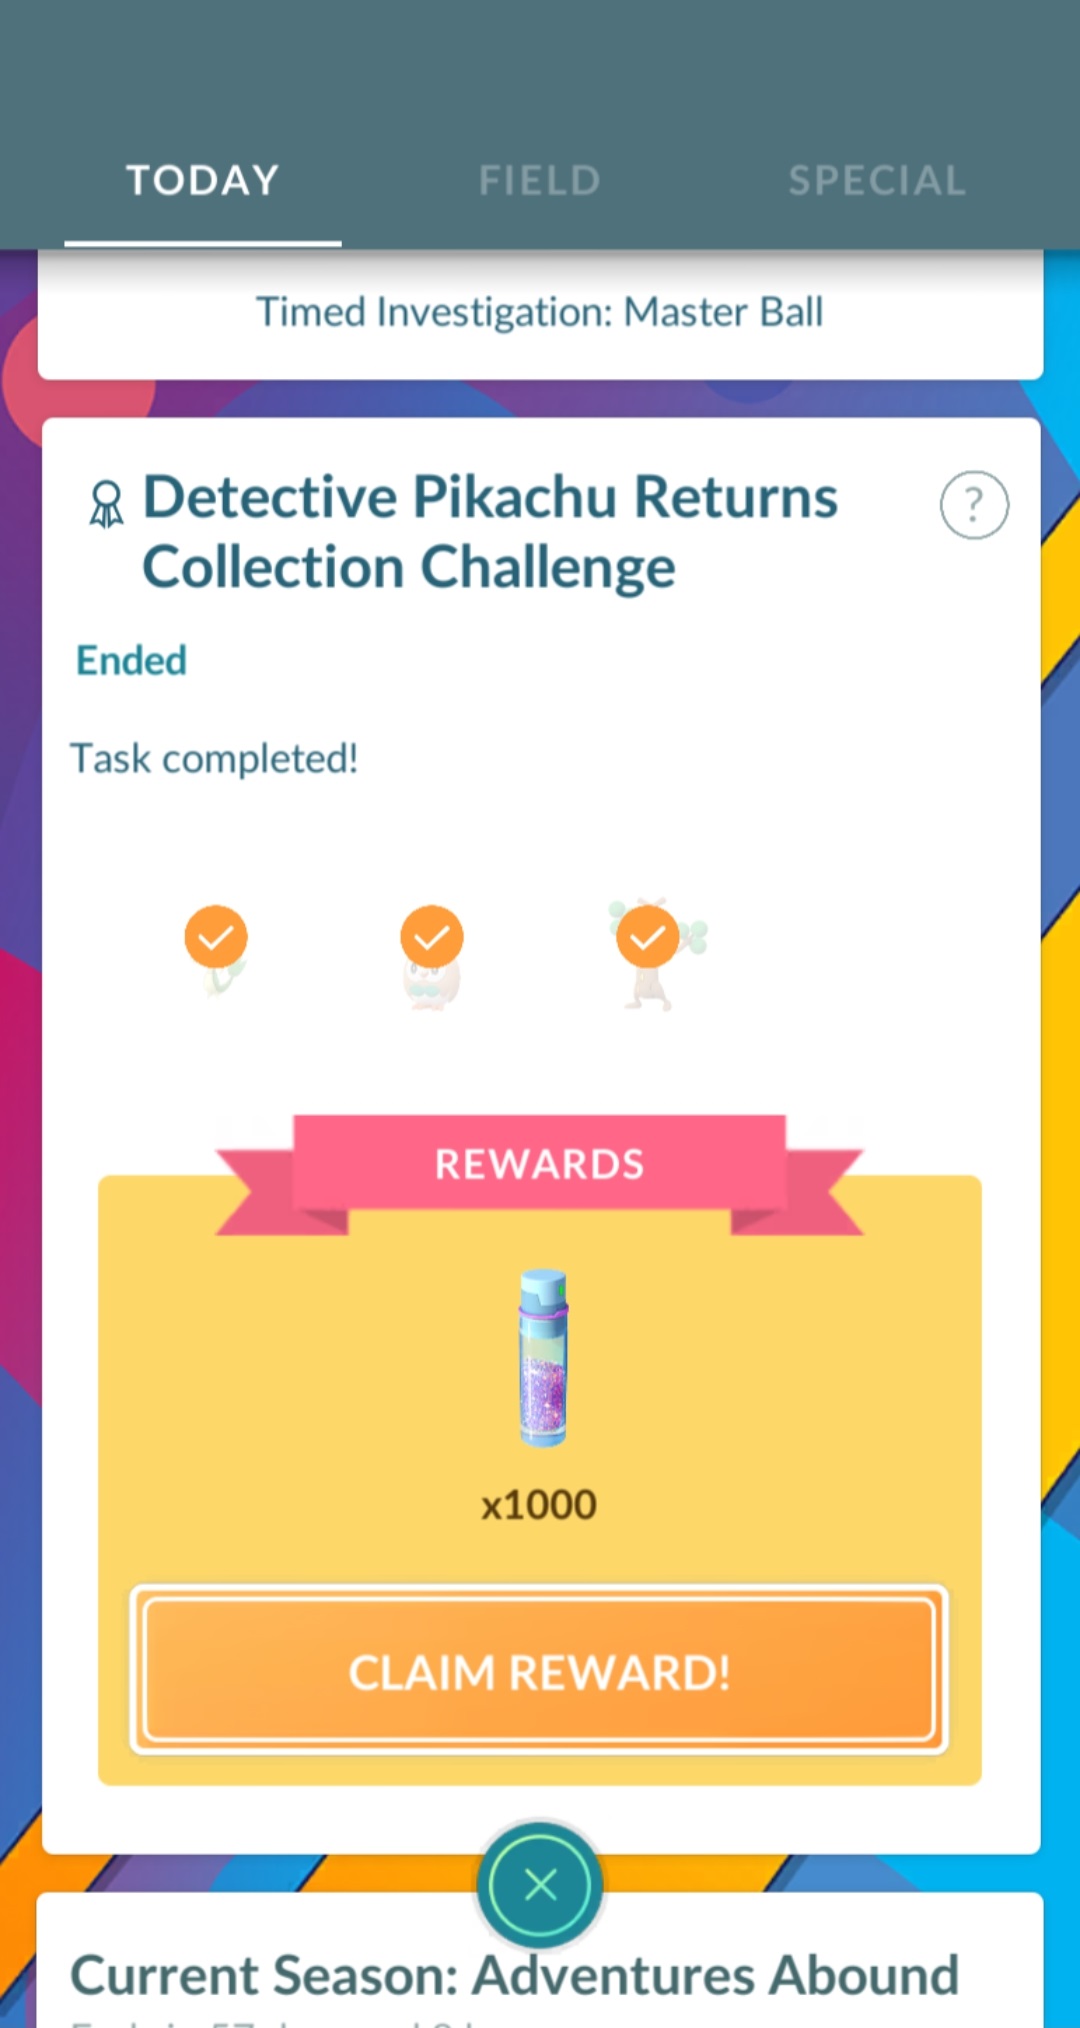 TODAY FIELD SPECIAL
Timed Investigation: Master Ball
Detective Pikachu Returns
Collection Challenge
?
Ended
Task completed!
REWARDS
x1000
CLAIM REWARD!
Current Season: Adventures Abound